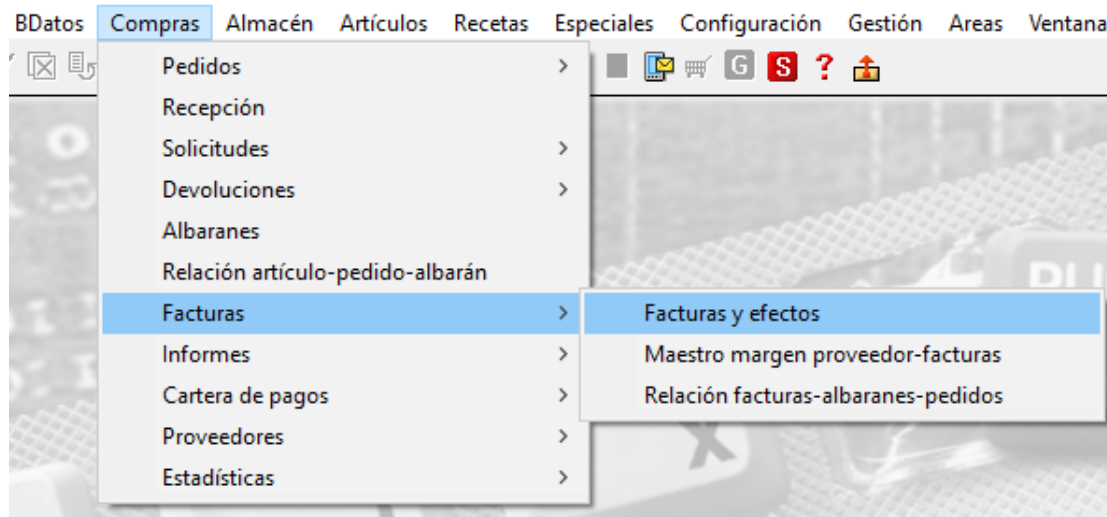 BDatos Compras Almacén Artículos Recetas Especiales Configuración Gestión Areas Ventana
G S ?
Pedidos
Recepción
Solicitudes
Devoluciones
Albaranes
Relación artículo-pedido-albarán
Facturas
Facturas y efectos
Informes
Maestro margen proveedor-facturas
Cartera de pagos
Relación facturas-albaranes-pedidos
Proveedores
Estadísticas
X